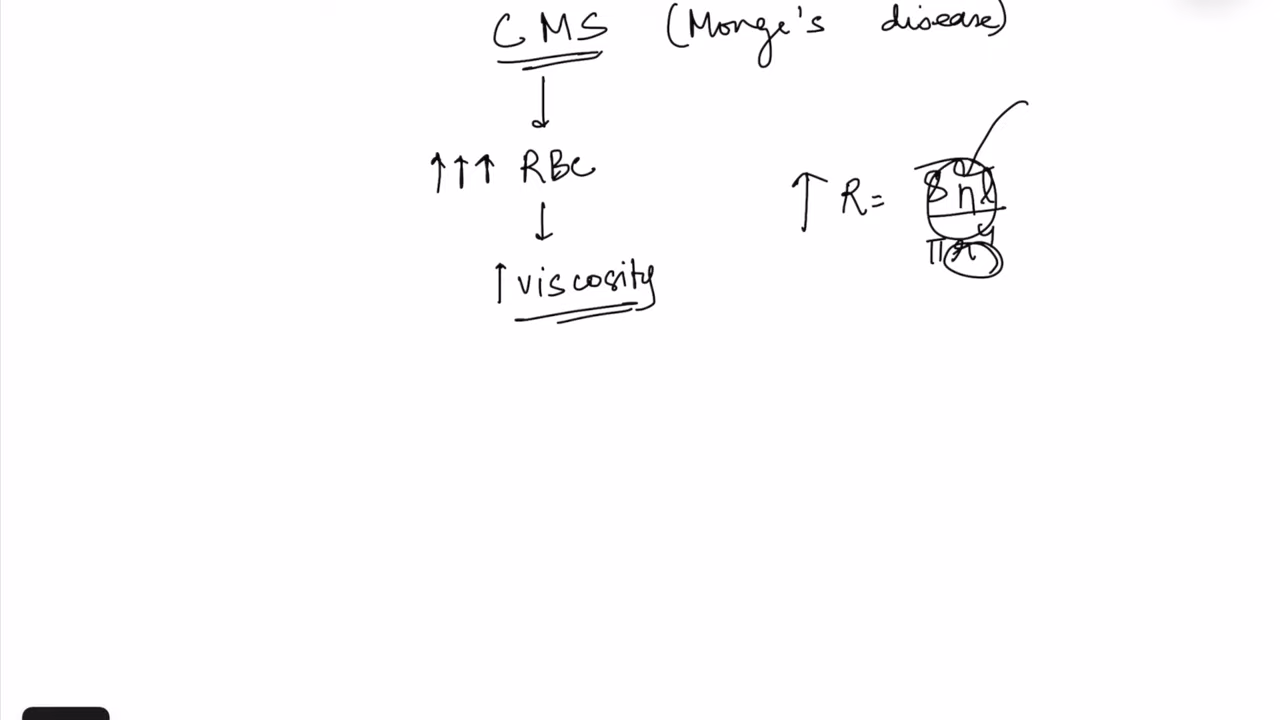 CMS (Monge's disease)
↑↑↑ RBC
↑ R = 8ηl
πr⁴
↑ viscosity